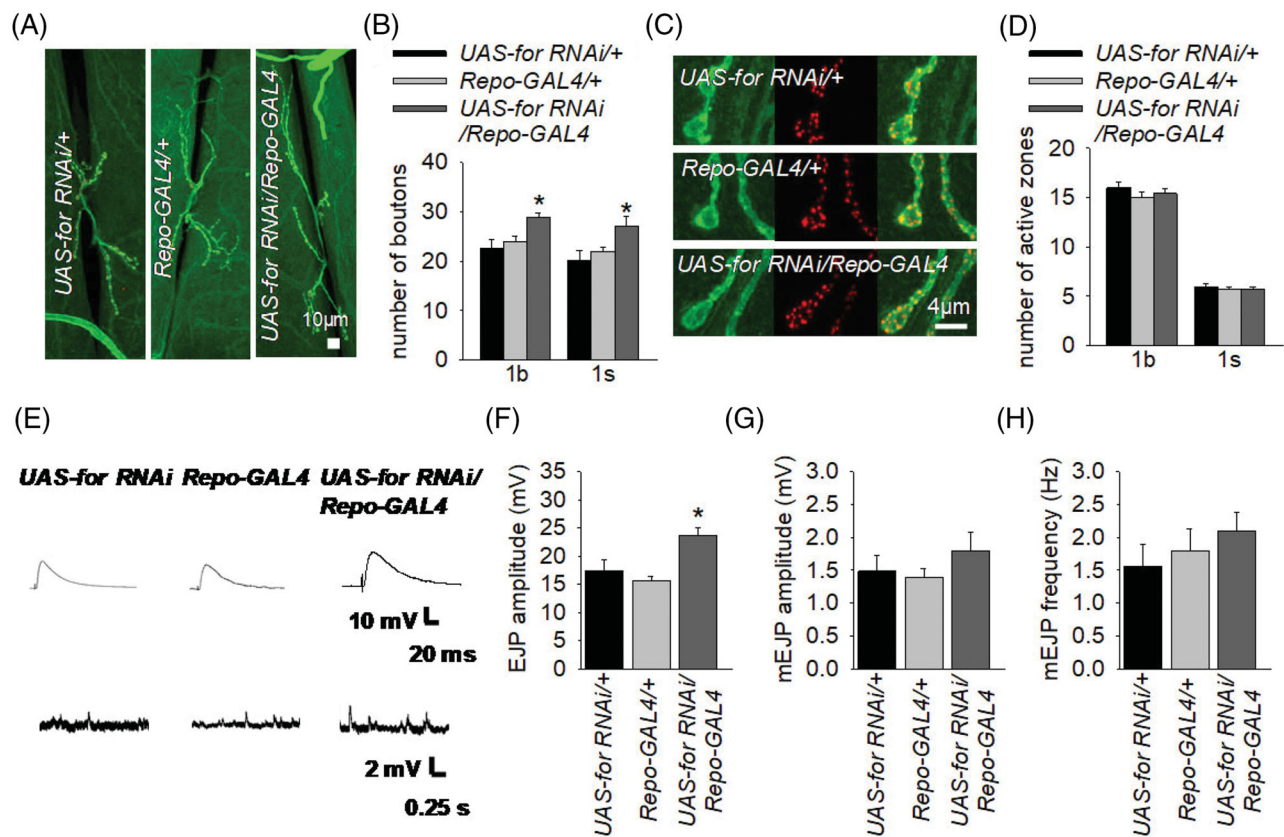 (A)
UAS-for RNAi/+
Repo-GAL4/+
UAS-for RNAi/Repo-GAL4
10µm
(B)
UAS-for RNAi/+
Repo-GAL4/+
UAS-for RNAi
/Repo-GAL4
number of boutons
40
30
20
10
0
*
*
1b
1s
(C)
UAS-for RNAi/+
Repo-GAL4/+
UAS-for RNAi/Repo-GAL4
4µm
(D)
UAS-for RNAi/+
Repo-GAL4/+
UAS-for RNAi
/Repo-GAL4
number of active zones
20
15
10
5
0
1b
1s
(E)
UAS-for RNAi
Repo-GAL4
UAS-for RNAi/
Repo-GAL4
10 mV
20 ms
2 mV
0.25 s
(F)
EJP amplitude (mV)
35
30
25
20
15
10
5
0
*
UAS-for RNAi/+
Repo-GAL4/+
UAS-for RNAi/
Repo-GAL4
(G)
mEJP amplitude (mV)
3.0
2.5
2.0
1.5
1.0
0.5
0.0
UAS-for RNAi/+
Repo-GAL4/+
UAS-for RNAi/
Repo-GAL4
(H)
mEJP frequency (Hz)
3.0
2.5
2.0
1.5
1.0
0.5
0.0
UAS-for RNAi/+
Repo-GAL4/+
UAS-for RNAi/
Repo-GAL4